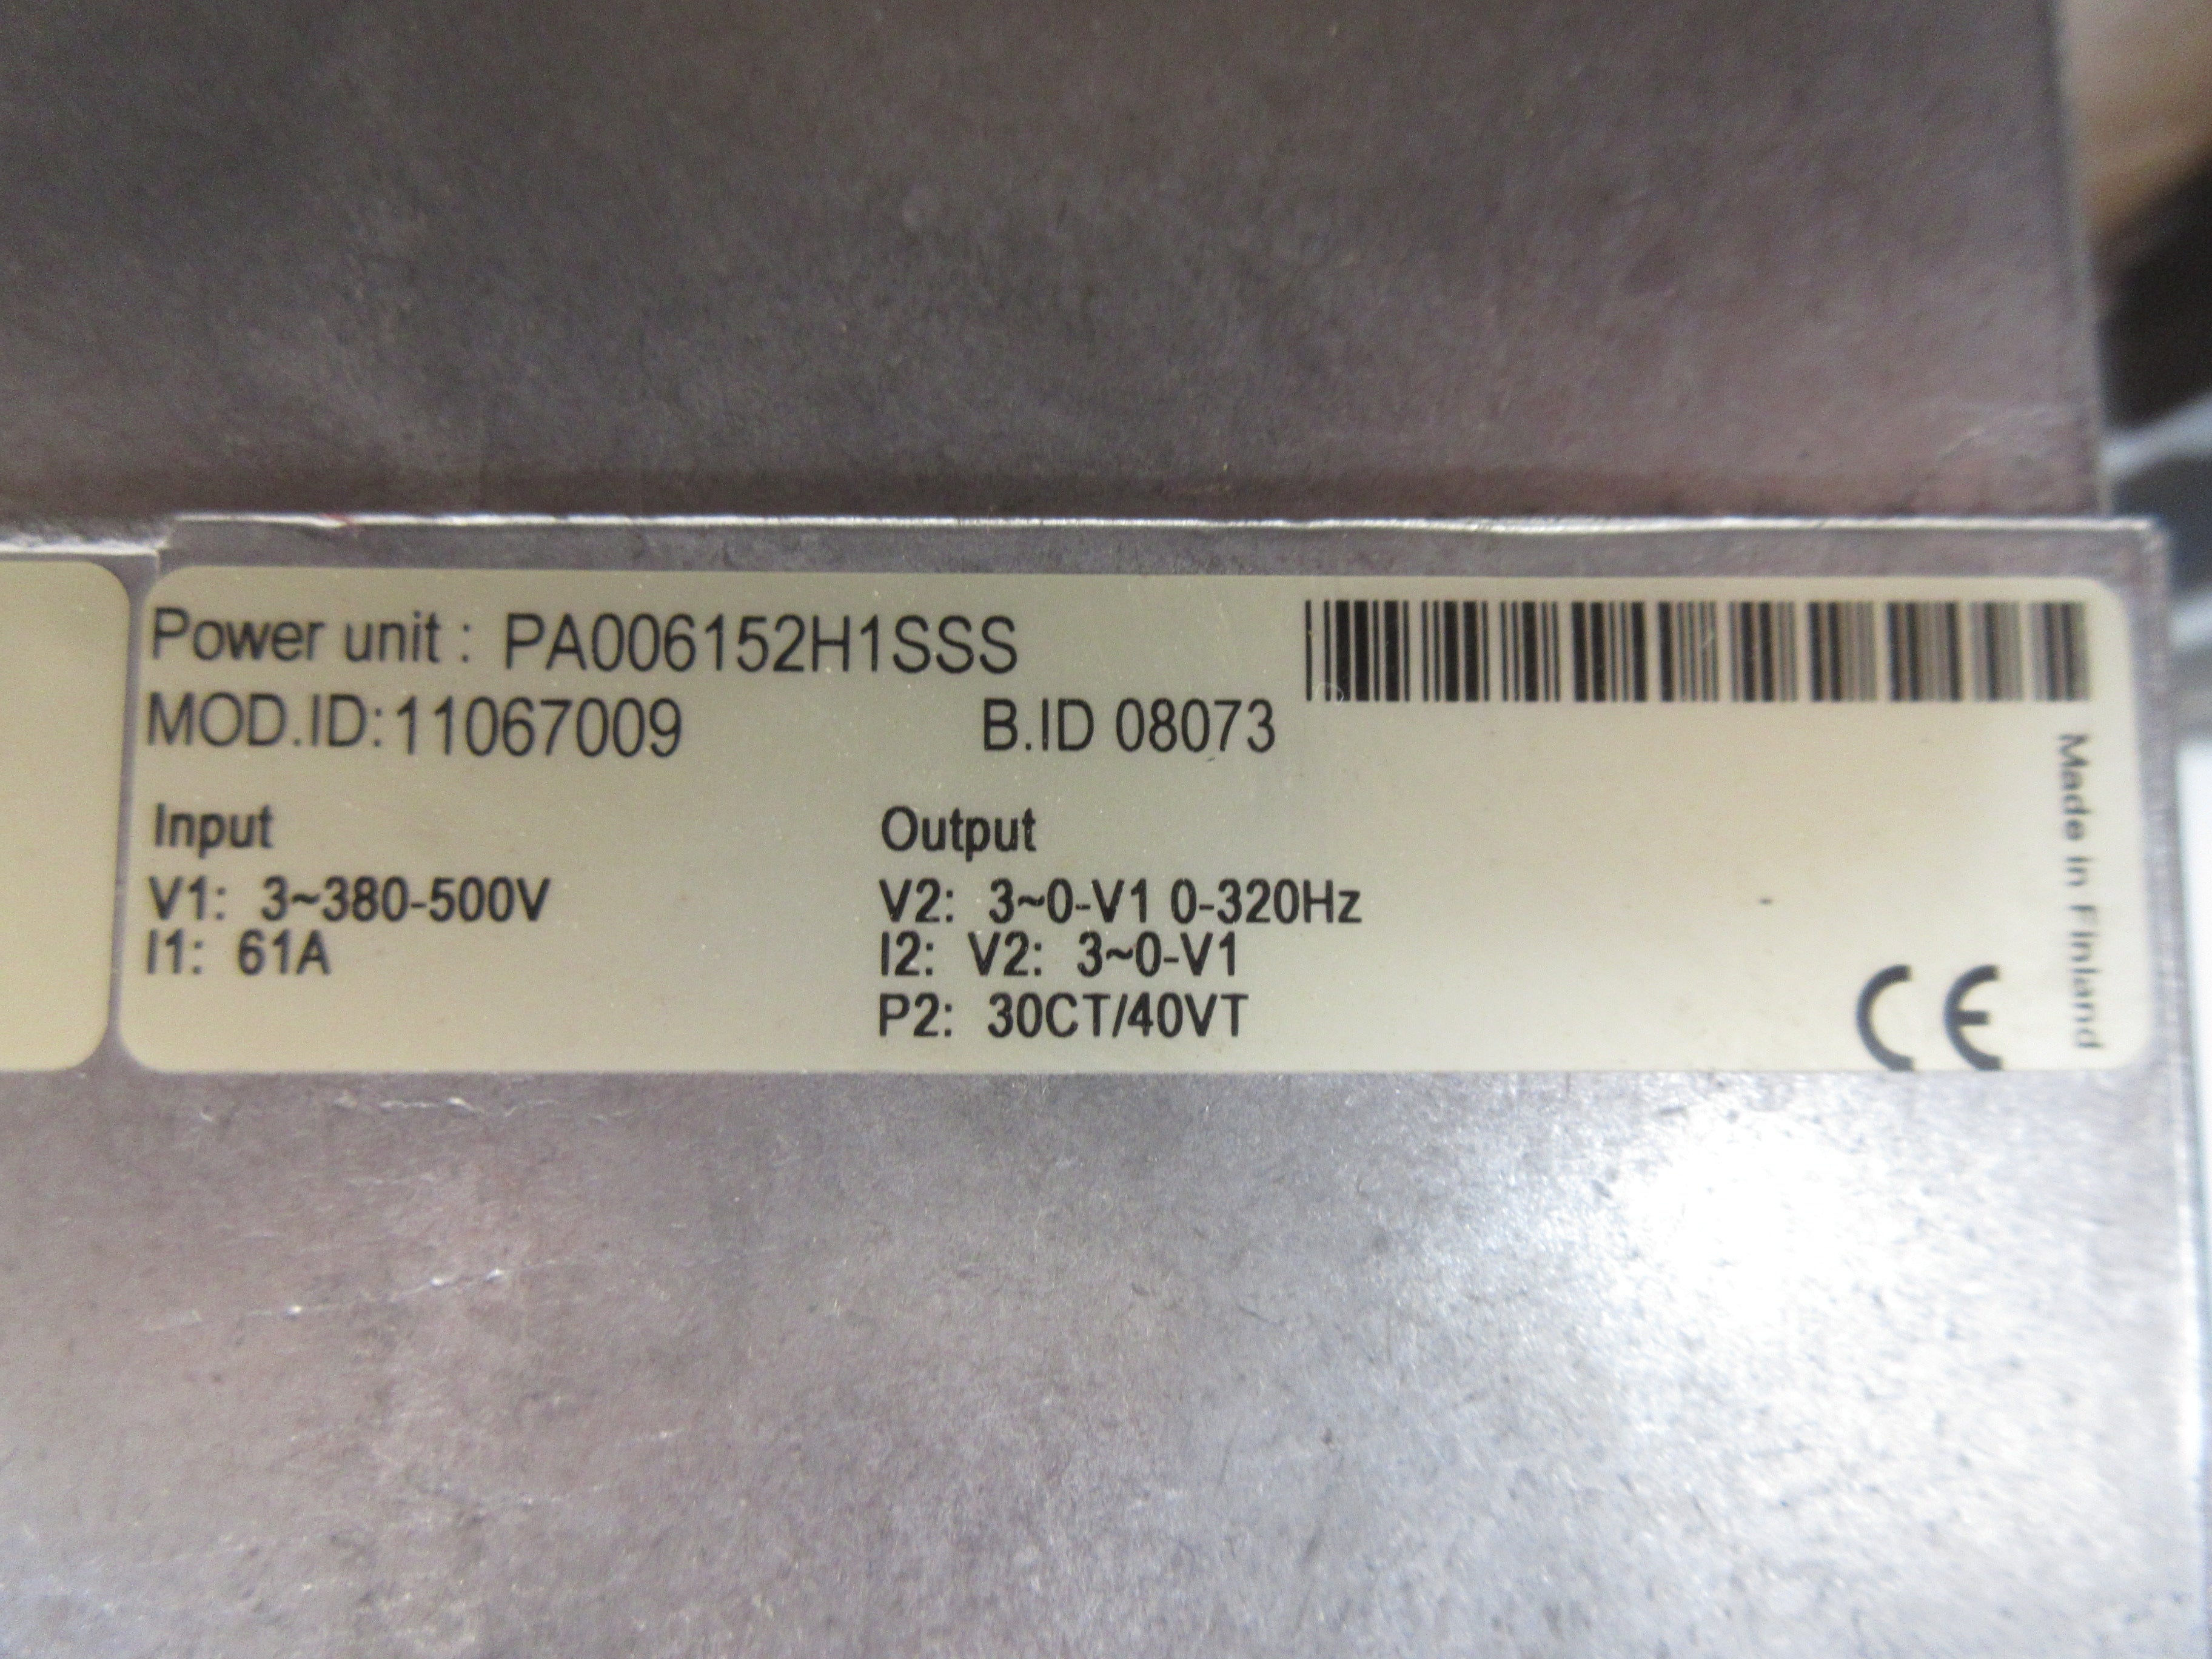 Power unit : PA006152H1SSS
MOD.ID:11067009 B.ID 08073
Input
V1: 3~380-500V
I1: 61A
Output
V2: 3~0-V1 0-320Hz
I2: V2: 3~0-V1
P2: 30CT/40VT
CE
Made in Finland